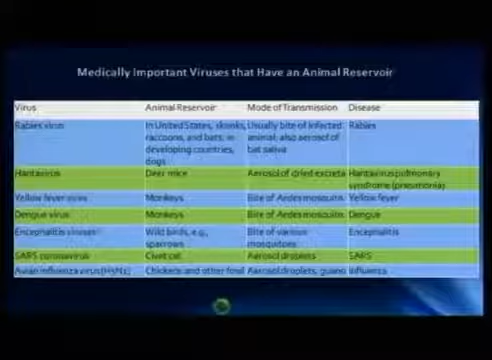 Medically Important Viruses that Have an Animal Reservoir
Virus Animal Reservoir Mode of Transmission Disease
Rabies virus In United States, skunks, Usually bite of infected Rabies
raccoons, and bats; in animal; also aerosol of
developing countries, bat saliva
dogs
Hantavirus Deer mice Aerosol of dried excreta Hantavirus pulmonary
syndrome (pneumonia)
Yellow fever virus Monkeys Bite of Aedes mosquito Yellow fever
Dengue virus Monkeys Bite of Aedes mosquito Dengue
Encephalitis viruses Wild birds, e.g., Bite of various Encephalitis
sparrows mosquitoes
SARS coronavirus Civet cat Aerosol droplets SARS
Avian influenza virus (H5N1) Chickens and other fowl Aerosol droplets, guano Influenza